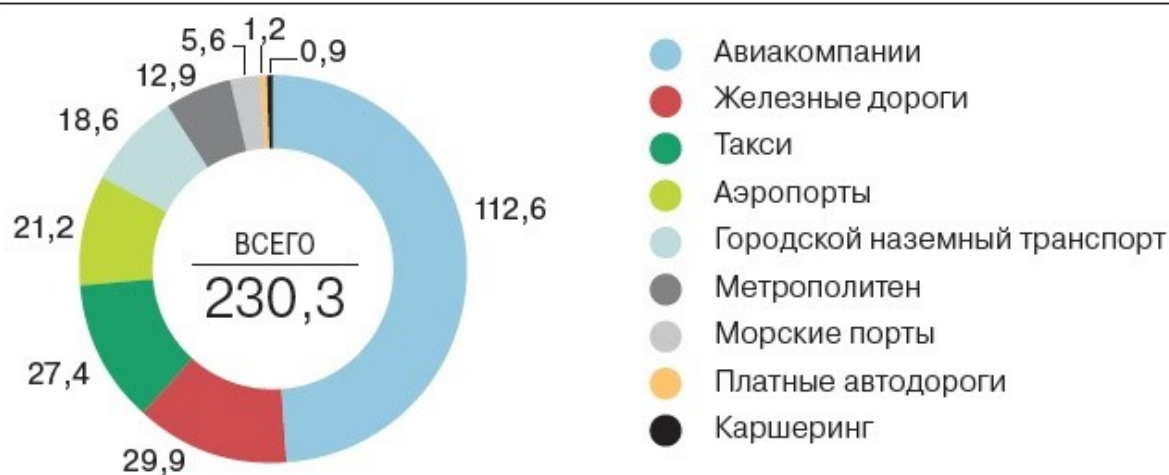 5,6
1,2
0,9
12,9
18,6
21,2
27,4
29,9
112,6
ВСЕГО
230,3
Авиакомпании
Железные дороги
Такси
Аэропорты
Городской наземный транспорт
Метрополитен
Морские порты
Платные автодороги
Каршеринг